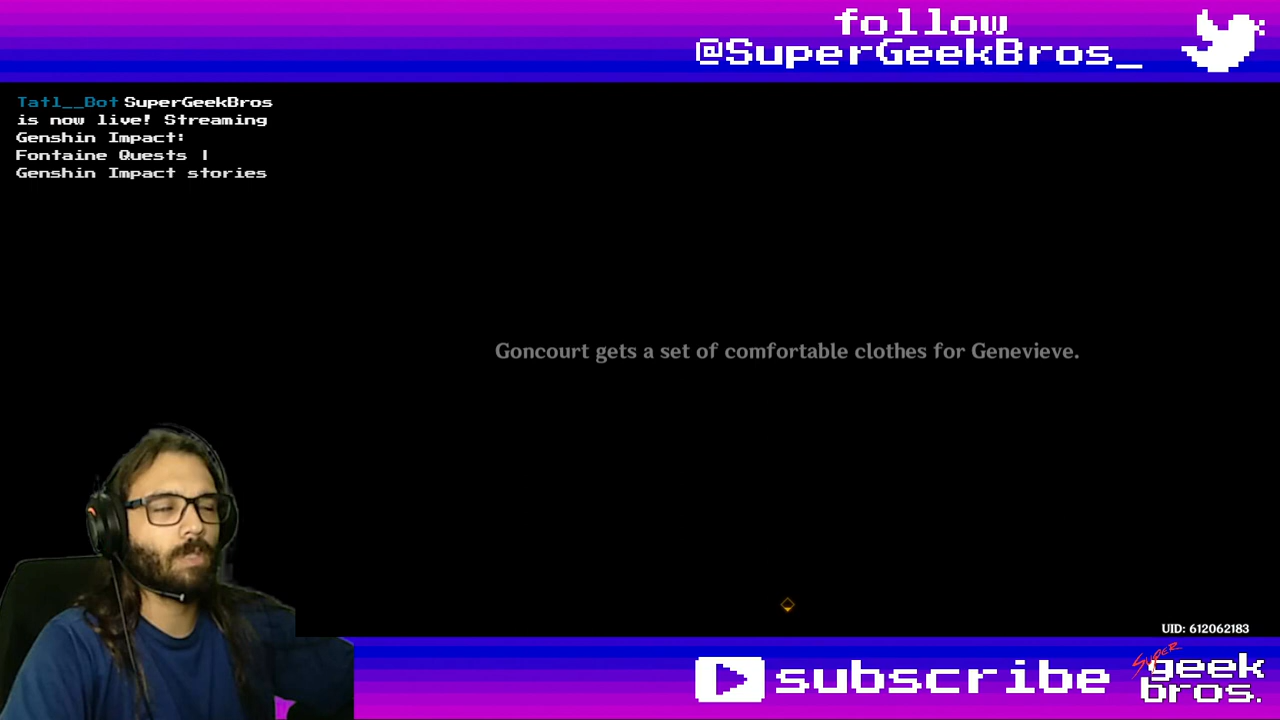 follow
@SuperGeekBros_
Tatl__Bot SuperGeekBros
is now live! Streaming
Genshin Impact:
Fontaine Quests |
Genshin Impact stories
Goncourt gets a set of comfortable clothes for Genevieve.
UID: 612062183
subscribe
SUPER
geek
bros.